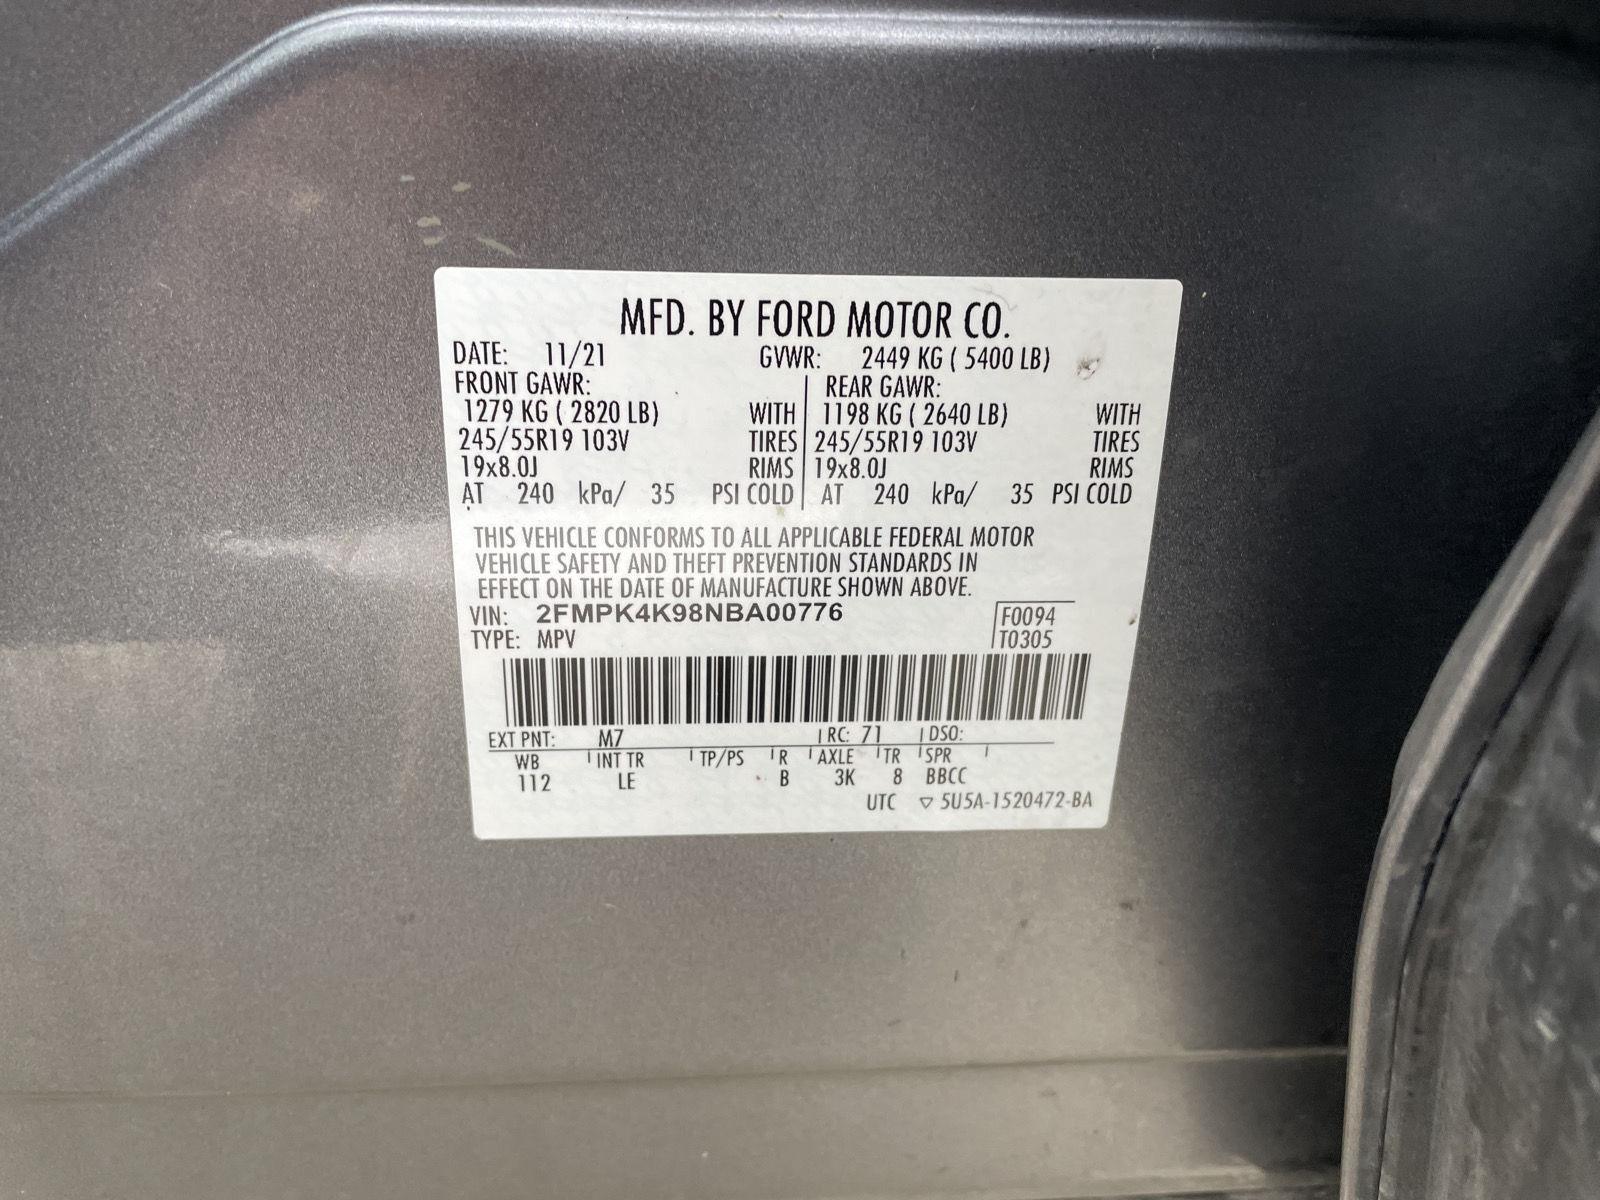 MFD. BY FORD MOTOR CO.
DATE: 11/21 GVWR: 2449 KG ( 5400 LB)
FRONT GAWR: REAR GAWR:
1279 KG ( 2820 LB) WITH 1198 KG ( 2640 LB) WITH
245/55R19 103V TIRES 245/55R19 103V TIRES
19x8.0J RIMS 19x8.0J RIMS
AT 240 kPa/ 35 PSI COLD AT 240 kPa/ 35 PSI COLD
THIS VEHICLE CONFORMS TO ALL APPLICABLE FEDERAL MOTOR
VEHICLE SAFETY AND THEFT PREVENTION STANDARDS IN
EFFECT ON THE DATE OF MANUFACTURE SHOWN ABOVE.
VIN: 2FMPK4K98NBA00776 F0094
TYPE: MPV T0305
EXT PNT: M7 RC: 71 DSO:
WB INT TR TP/PS R AXLE TR SPR
112 LE B 3K 8 BBCC
UTC ▽ 5U5A-1520472-BA